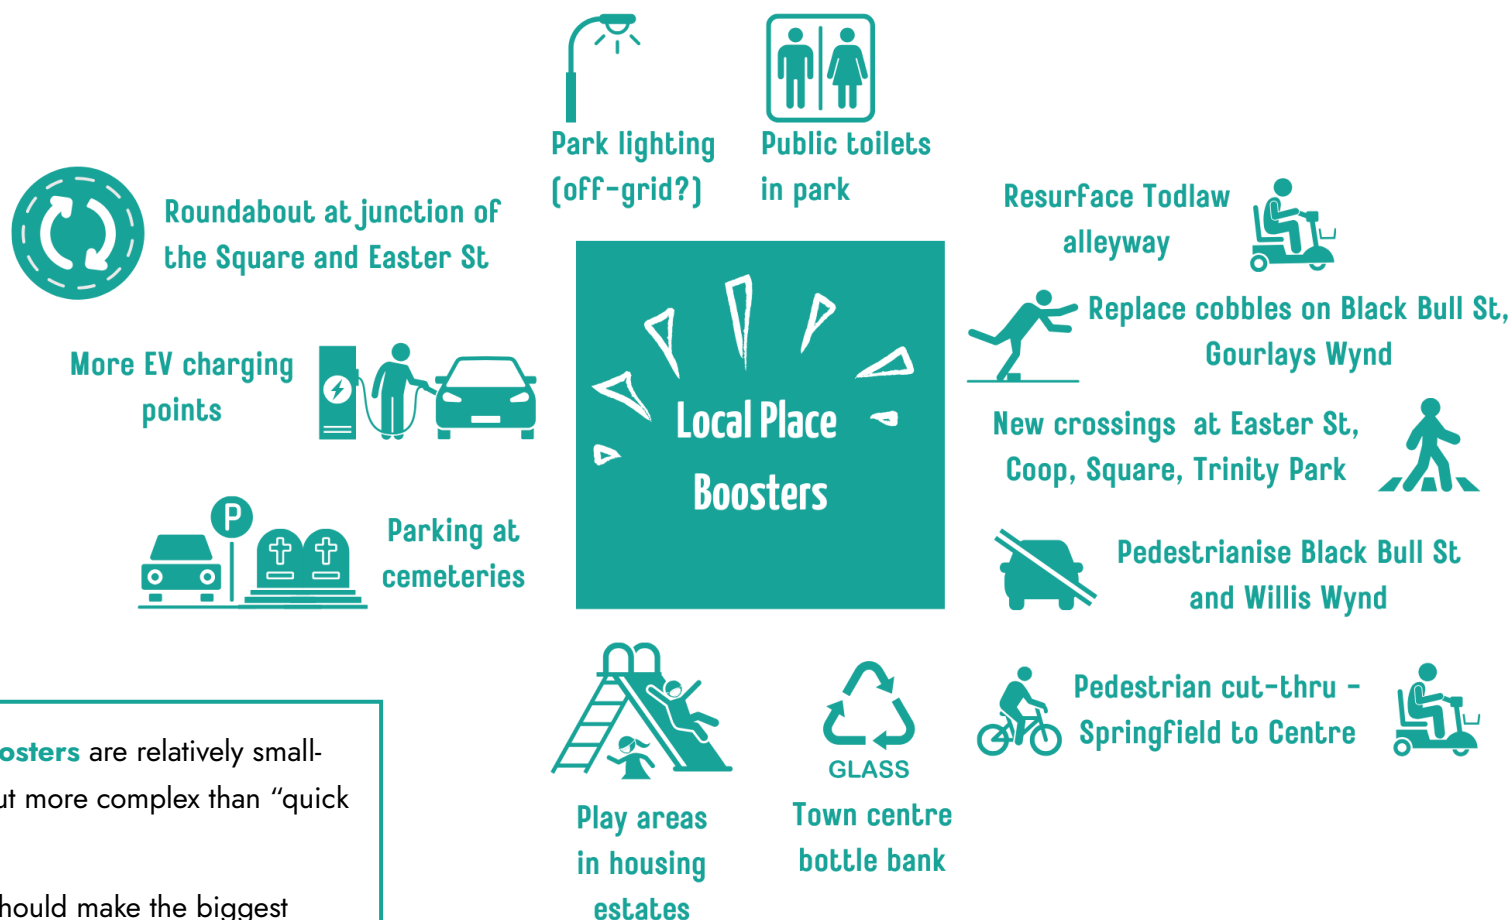 Park lighting
(off-grid?)
Public toilets
in park
Roundabout at junction of
the Square and Easter St
More EV charging
points
P
Parking at
cemeteries
Local Place
Boosters
Resurface Todlaw
alleyway
Replace cobbles on Black Bull St,
Gourlays Wynd
New crossings at Easter St,
Coop, Square, Trinity Park
Pedestrianise Black Bull St
and Willis Wynd
Pedestrian cut-thru -
Springfield to Centre
Play areas
in housing
estates
GLASS
Town centre
bottle bank
are relatively small-
more complex than “quick
make the biggest